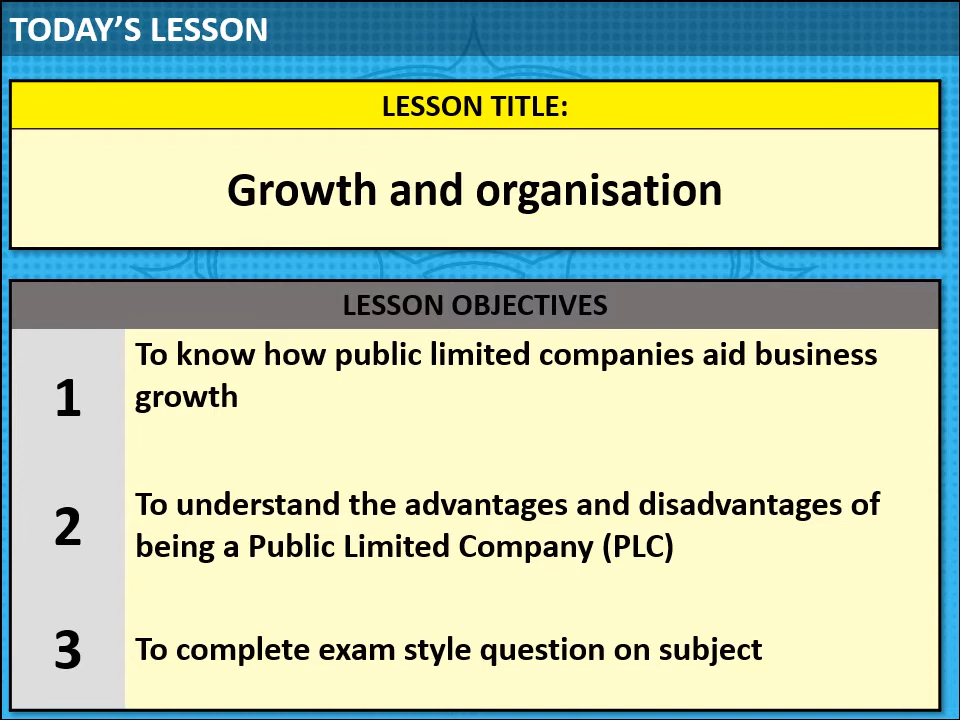 TODAY’S LESSON
LESSON TITLE:
Growth and organisation
LESSON OBJECTIVES
1
To know how public limited companies aid business
growth
2
To understand the advantages and disadvantages of
being a Public Limited Company (PLC)
3
To complete exam style question on subject